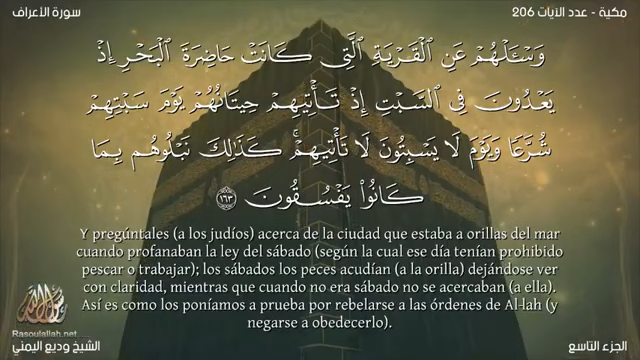 سورة الأعراف
مكية - عدد الآيات 206
وَسْـَٔلْهُمْ عَنِ ٱلْقَرْيَةِ ٱلَّتِى كَانَتْ حَاضِرَةَ ٱلْبَحْرِ إِذْ
يَعْدُونَ فِى ٱلسَّبْتِ إِذْ تَأْتِيهِمْ حِيتَانُهُمْ يَوْمَ سَبْتِهِمْ
شُرَّعًا وَيَوْمَ لَا يَسْبِتُونَ لَا تَأْتِيهِمْ ۚ كَذَٰلِكَ نَبْلُوهُم بِمَا
كَانُوا۟ يَفْسُقُونَ ١٦٣
Y pregúntales (a los judíos) acerca de la ciudad que estaba a orillas del mar
cuando profanaban la ley del sábado (según la cual ese día tenían prohibido
pescar o trabajar); los sábados los peces acudían (a la orilla) dejándose ver
con claridad, mientras que cuando no era sábado no se acercaban (a ella).
Así es como los poníamos a prueba por rebelarse a las órdenes de Al-lah (y
negarse a obedecerlo).
Rasoulallah.net
الشيخ وديع اليمني
الجزء التاسع